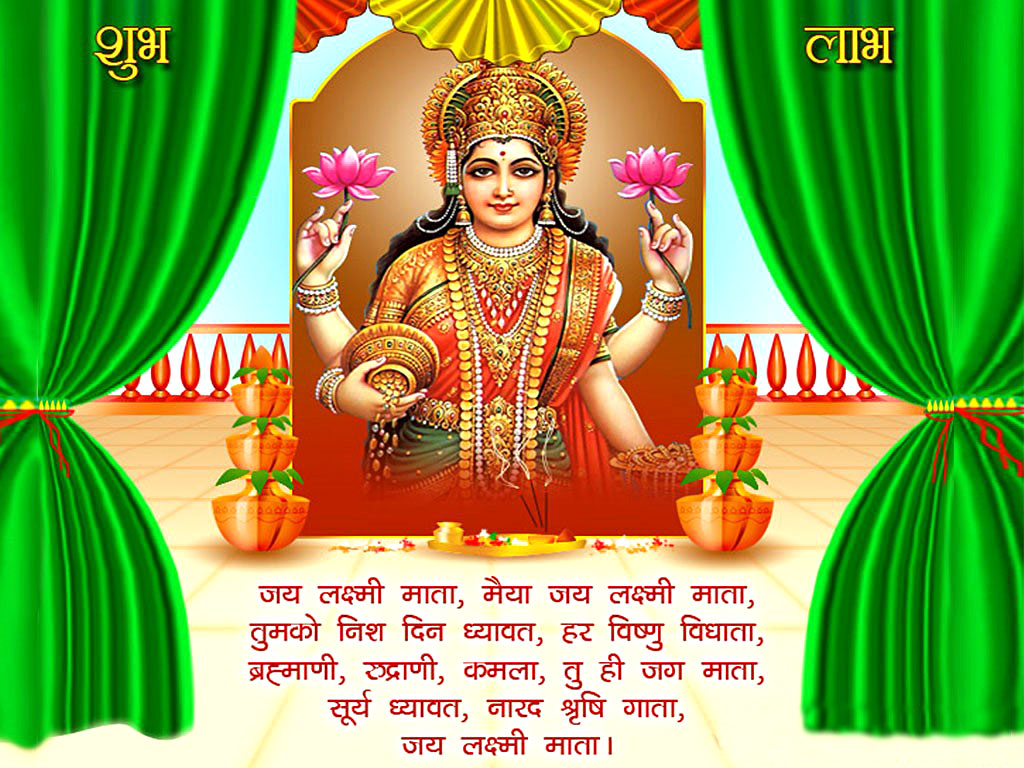 शुभ
लाभ
जय लक्ष्मी माता, मैया जय लक्ष्मी माता,
तुमको निश दिन ध्यावत, हर विष्णु विधाता,
ब्रह्माणी, रुद्राणी, कमला, तु ही जग माता,
सूर्य ध्यावत, नारद श्रृषि गाता,
जय लक्ष्मी माता।